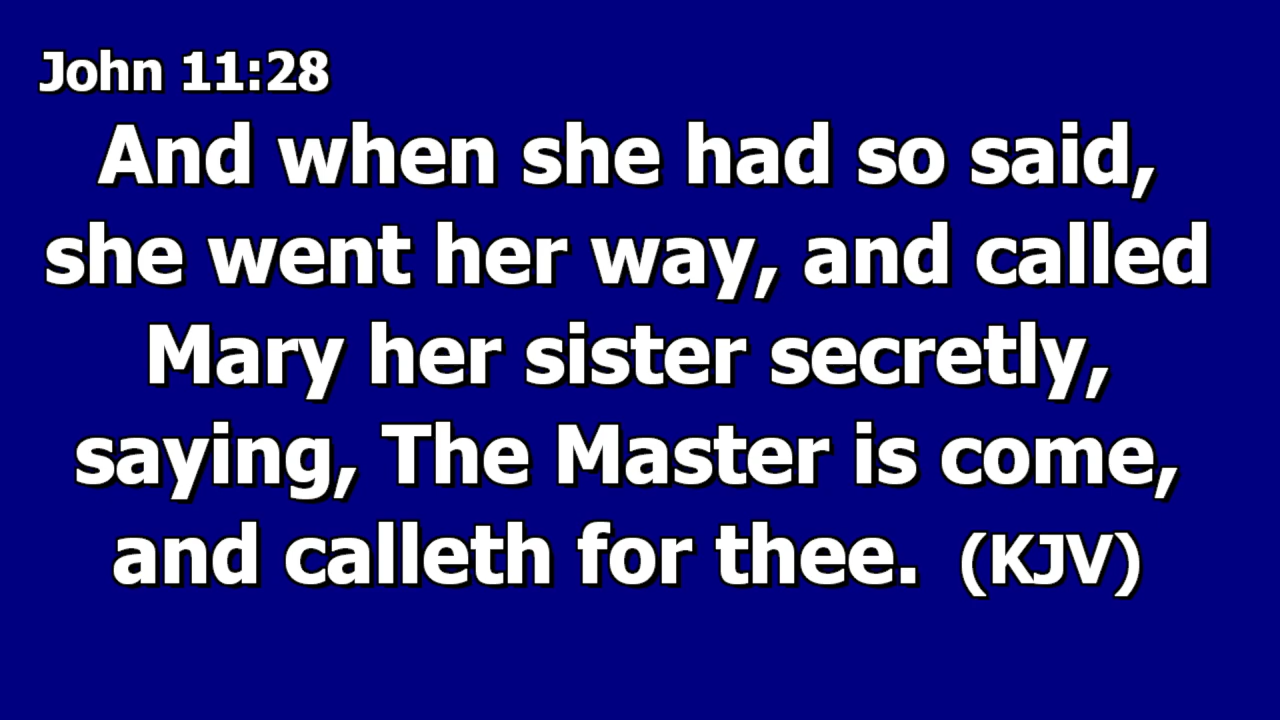 John 11:28
And when she had so said,
she went her way, and called
Mary her sister secretly,
saying, The Master is come,
and calleth for thee. (KJV)